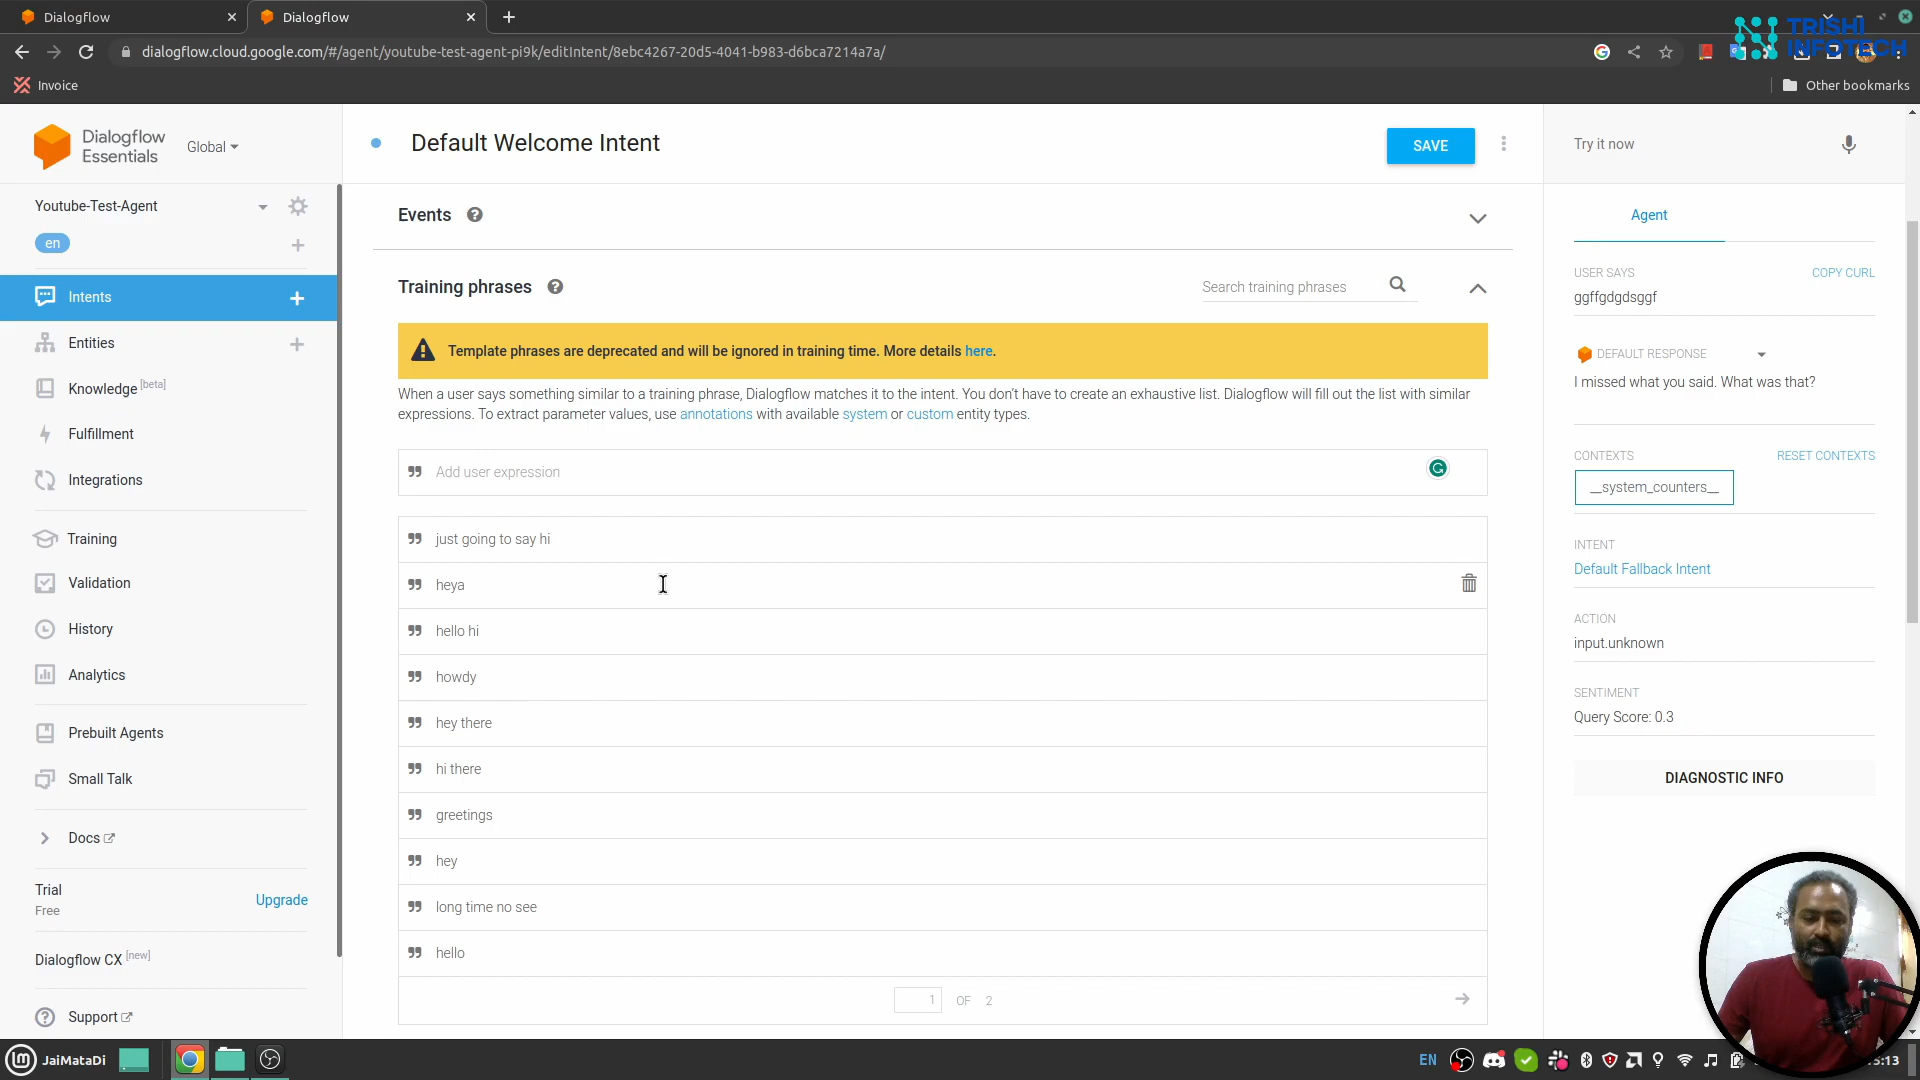 Dialogflow
Dialogflow
TRISHI
INFOTECH
dialogflow.cloud.google.com/#/agent/youtube-test-agent-pi9k/editIntent/8ebc4267-20d5-4041-b983-d6bca7214a7a/
Invoice
Other bookmarks
Dialogflow
Essentials
Global
Default Welcome Intent
SAVE
Try it now
Youtube-Test-Agent
en
Intents
Entities
Knowledge [beta]
Fulfillment
Integrations
Training
Validation
History
Analytics
Prebuilt Agents
Small Talk
Docs
Trial
Free
Upgrade
Dialogflow CX [new]
Support
Events
Training phrases
Search training phrases
Template phrases are deprecated and will be ignored in training time. More details here.
When a user says something similar to a training phrase, Dialogflow matches it to the intent. You don't have to create an exhaustive list. Dialogflow will fill out the list with similar
expressions. To extract parameter values, use annotations with available system or custom entity types.
Add user expression
just going to say hi
heya
hello hi
howdy
hey there
hi there
greetings
hey
long time no see
hello
1 OF 2
Agent
USER SAYS
COPY CURL
ggffgdgdsggf
DEFAULT RESPONSE
I missed what you said. What was that?
CONTEXTS
RESET CONTEXTS
__system_counters__
INTENT
Default Fallback Intent
ACTION
input.unknown
SENTIMENT
Query Score: 0.3
DIAGNOSTIC INFO
JaiMataDi
EN